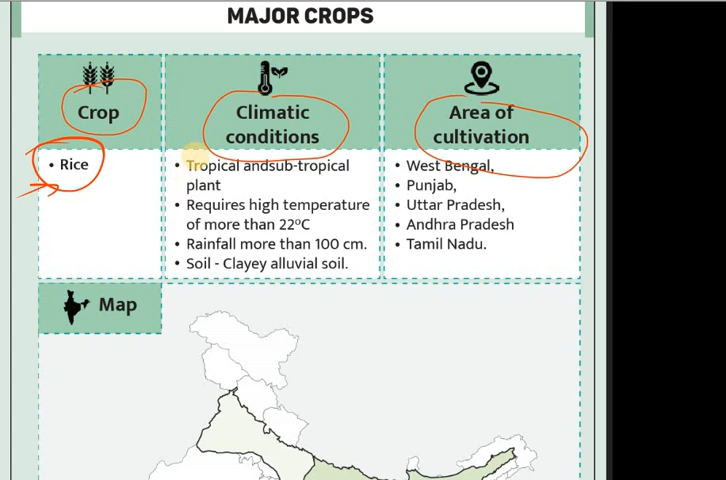 MAJOR CROPS
Crop
Climatic
conditions
Area of
cultivation
• Rice
• Tropical andsub-tropical
plant
• Requires high temperature
of more than 22ºC
• Rainfall more than 100 cm.
• Soil - Clayey alluvial soil.
• West Bengal,
• Punjab,
• Uttar Pradesh,
• Andhra Pradesh
• Tamil Nadu.
Map